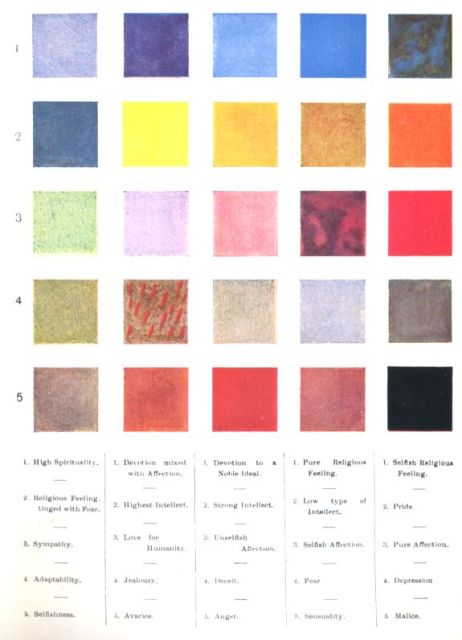 1
2
3
4
5
1. High Spirituality.
2. Religious Feeling,
tinged with Fear.
3. Sympathy.
4. Adaptability.
5. Selfishness.
1. Devotion mixed
with Affection.
2. Highest Intellect.
3. Love for
Humanity.
4. Jealousy.
5. Avarice.
1. Devotion to a
Noble Ideal.
2. Strong Intellect.
3. Unselfish
Affection.
4. Deceit.
5. Anger.
1. Pure Religious
Feeling.
2. Low type of
Intellect.
3. Selfish Affection.
4. Fear
5. Sensuality.
1. Selfish Religious
Feeling.
2. Pride
3. Pure Affection.
4. Depression
5. Malice.